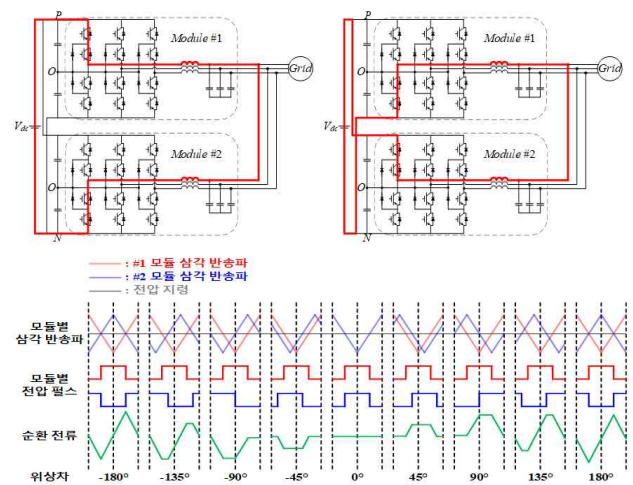 P
P
Module #1
Module #1
O
Grid
O
Grid
Vdc
Vdc
Module #2
Module #2
O
O
N
N
: #1 모듈 삼각 반송파
: #2 모듈 삼각 반송파
: 전압 지령
모듈별
삼각 반송파
모듈별
전압 펄스
순환 전류
위상차 -180° -135° -90° -45° 0° 45° 90° 135° 180°